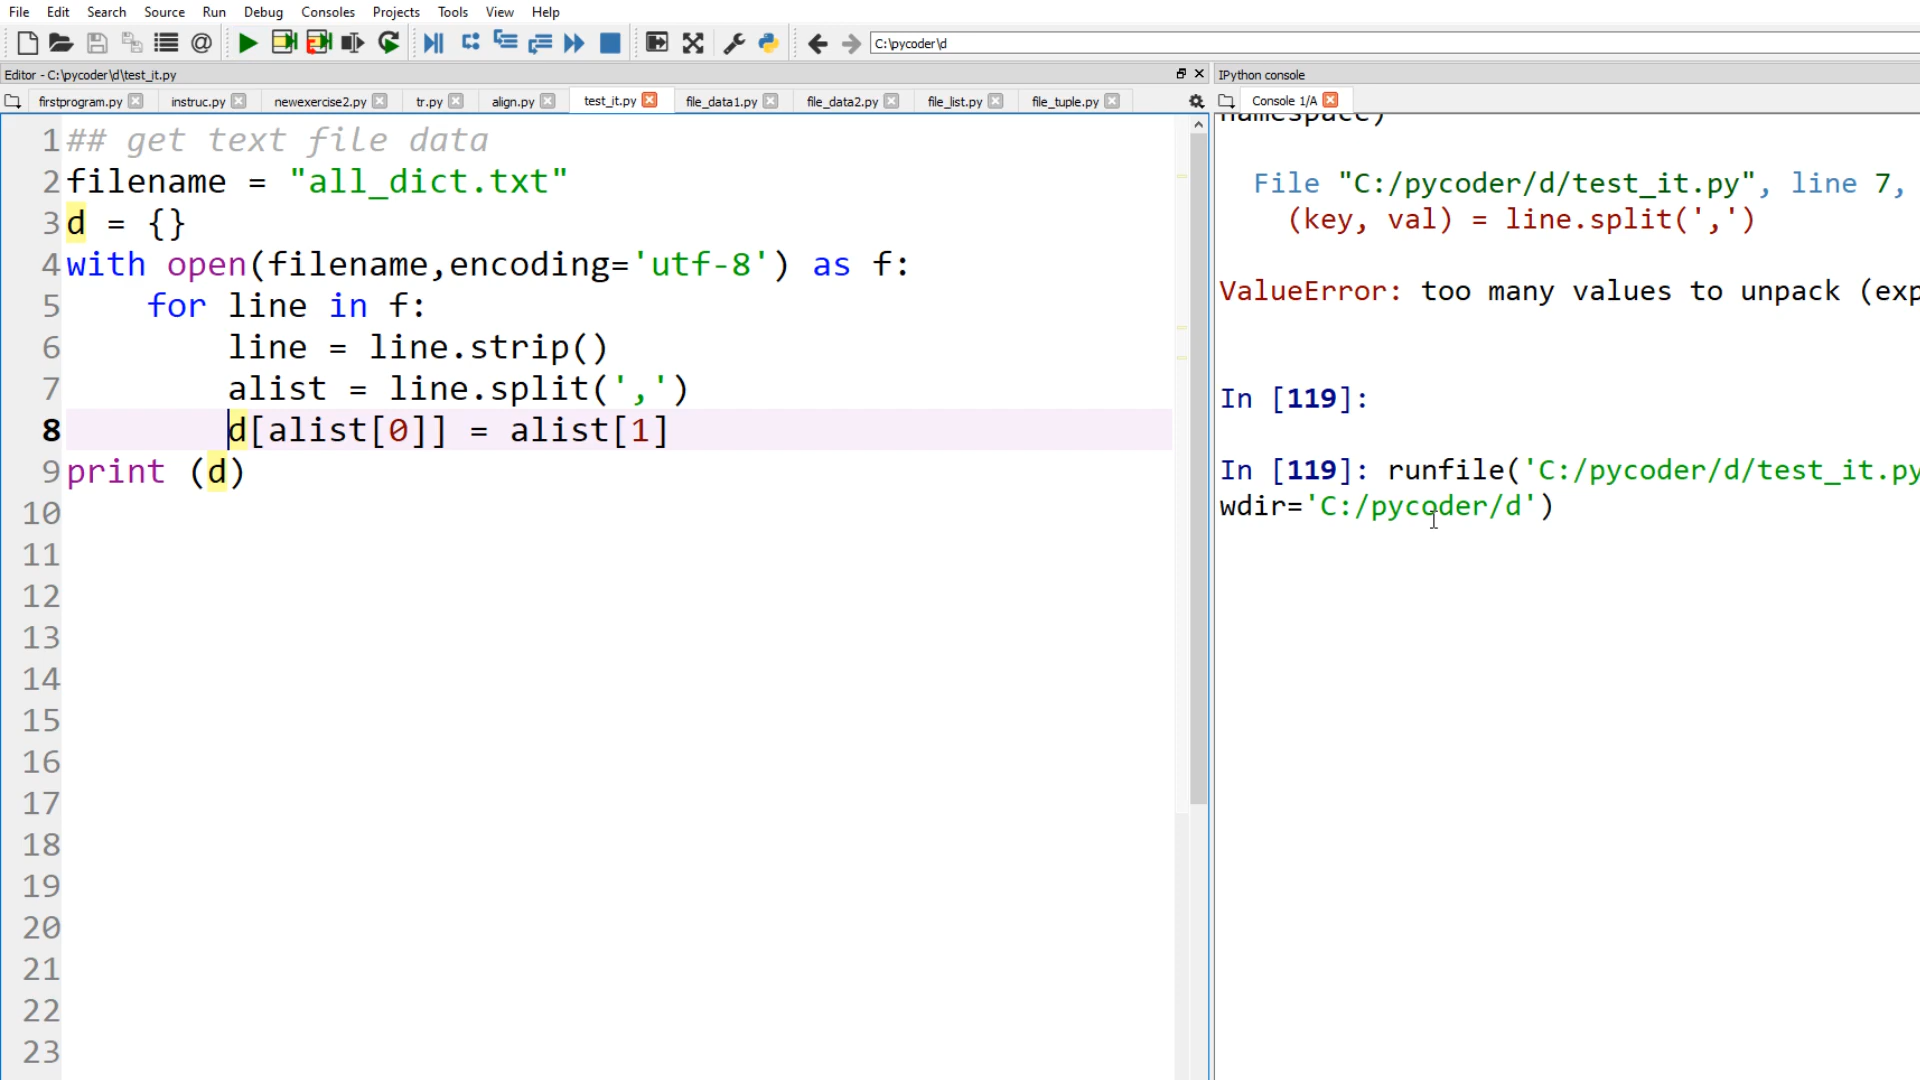 File Edit Search Source Run Debug Consoles Projects Tools View Help
C:\pycoder\d
Editor - C:\pycoder\d\test_it.py
IPython console
firstprogram.py instruc.py newexercise2.py tr.py align.py test_it.py file_data1.py file_data2.py file_list.py file_tuple.py
Console 1/A
1 ## get text file data
2 filename = "all_dict.txt"
3 d = {}
4 with open(filename,encoding='utf-8') as f:
5 for line in f:
6 line = line.strip()
7 alist = line.split(',')
8 d[alist[0]] = alist[1]
9 print (d)
10
11
12
13
14
15
16
17
18
19
20
21
22
23
namespace)
File "C:/pycoder/d/test_it.py", line 7,
(key, val) = line.split(',')
ValueError: too many values to unpack (exp
In [119]:
In [119]: runfile('C:/pycoder/d/test_it.py
wdir='C:/pycoder/d')